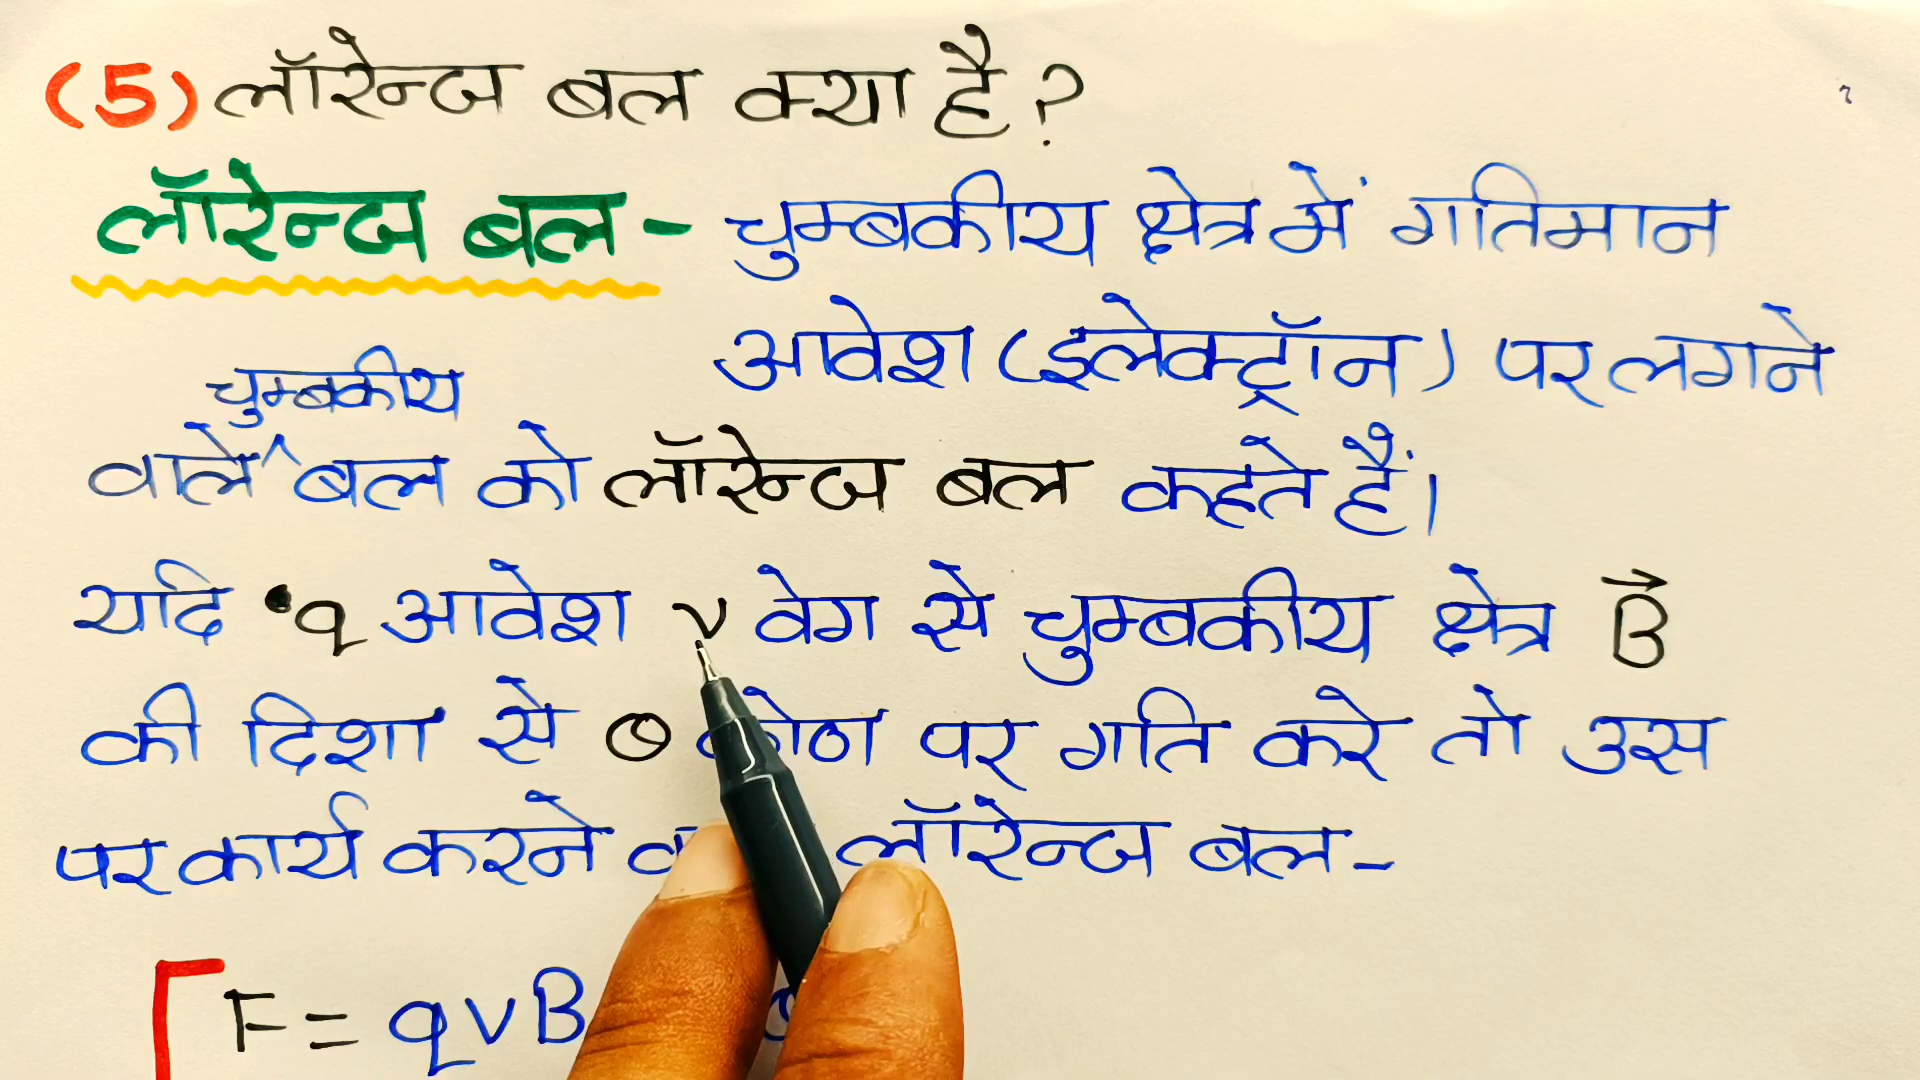 (5) लॉरेन्ज बल क्या है?
लॉरेन्ज बल - चुम्बकीय क्षेत्र में गतिमान
आवेश (इलेक्ट्रॉन) पर लगने
चुम्बकीय
वाले ^ बल को लॉरेन्ज बल कहते हैं।
यदि q आवेश v वेग से चुम्बकीय क्षेत्र B⃗
की दिशा से θ कोण पर गति करे तो उस
पर कार्य करने लॉरेन्ज बल -
F = qvB